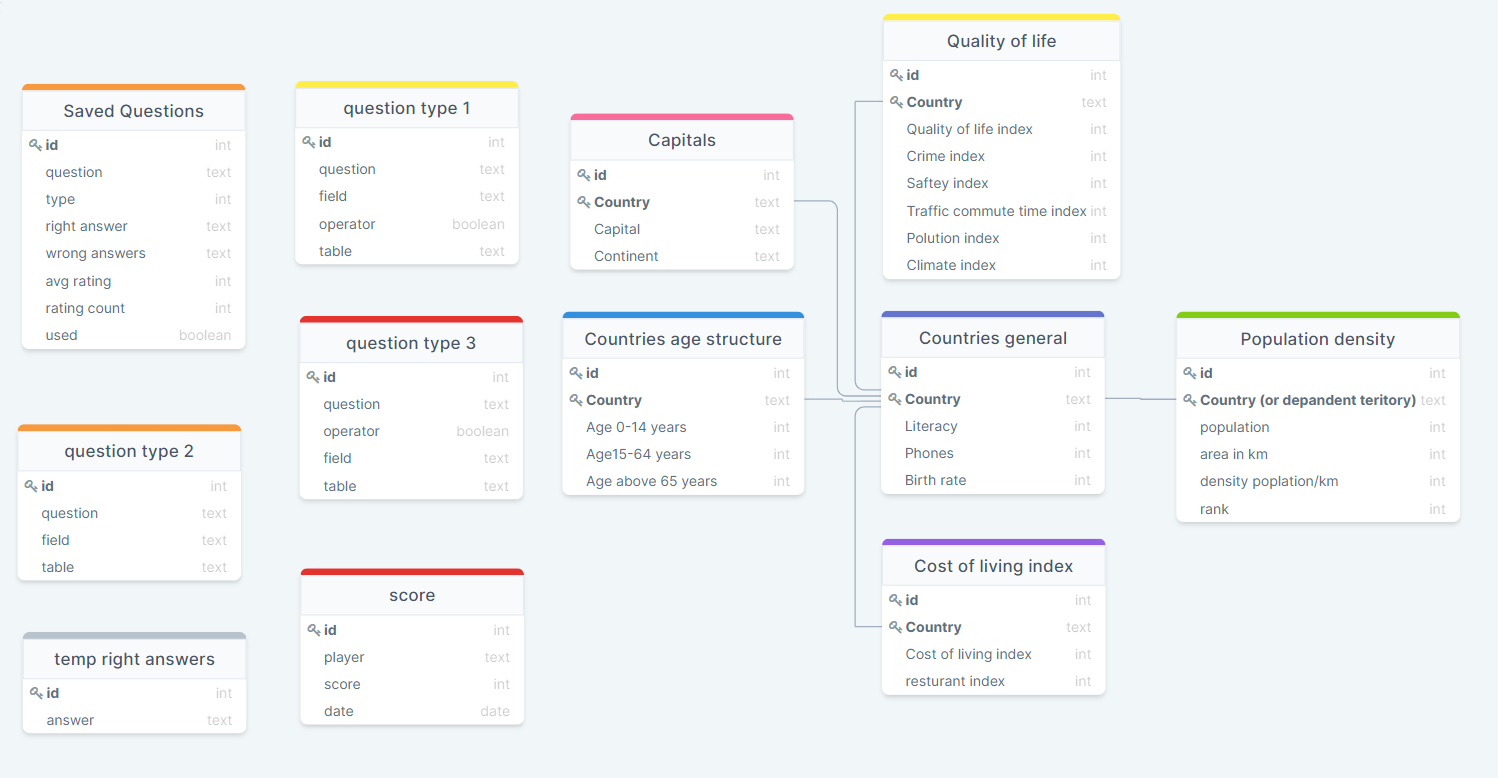 Saved Questions
id int
question text
type int
right answer text
wrong answers text
avg rating int
rating count int
used boolean
question type 2
id int
question text
field text
table text
temp right answers
id int
answer text
question type 1
id int
question text
field text
operator boolean
table text
question type 3
id int
question text
operator boolean
field text
table text
score
id int
player text
score int
date date
Capitals
id int
Country text
Capital text
Continent text
Countries age structure
id int
Country text
Age 0-14 years int
Age15-64 years int
Age above 65 years int
Quality of life
id int
Country text
Quality of life index int
Crime index int
Saftey index int
Traffic commute time index int
Polution index int
Climate index int
Countries general
id int
Country text
Literacy int
Phones int
Birth rate int
Cost of living index
id int
Country text
Cost of living index int
resturant index int
Population density
id int
Country (or depandent teritory) text
population int
area in km int
density poplation/km int
rank int